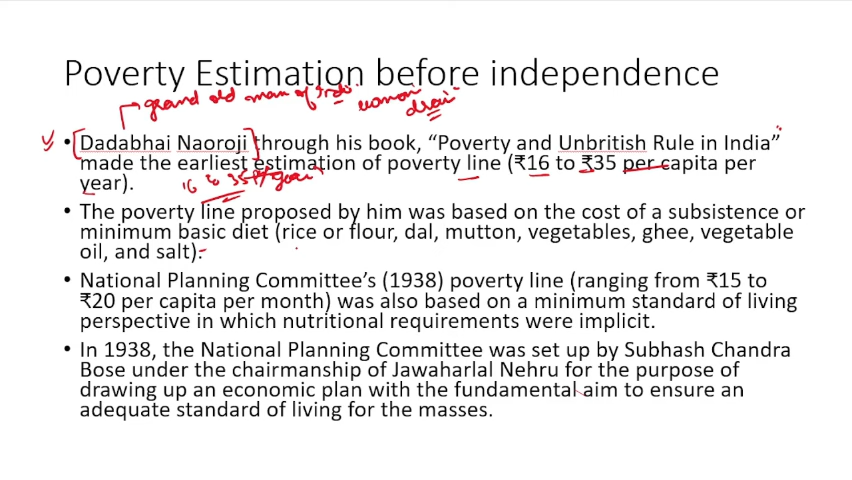 Poverty Estimation before independence
grand old man of India
drain
• Dadabhai Naoroji through his book, “Poverty and Unbritish Rule in India”
made the earliest estimation of poverty line (₹16 to ₹35 per capita per
year).
16 to 35
• The poverty line proposed by him was based on the cost of a subsistence or
minimum basic diet (rice or flour, dal, mutton, vegetables, ghee, vegetable
oil, and salt).
• National Planning Committee’s (1938) poverty line (ranging from ₹15 to
₹20 per capita per month) was also based on a minimum standard of living
perspective in which nutritional requirements were implicit.
• In 1938, the National Planning Committee was set up by Subhash Chandra
Bose under the chairmanship of Jawaharlal Nehru for the purpose of
drawing up an economic plan with the fundamental aim to ensure an
adequate standard of living for the masses.